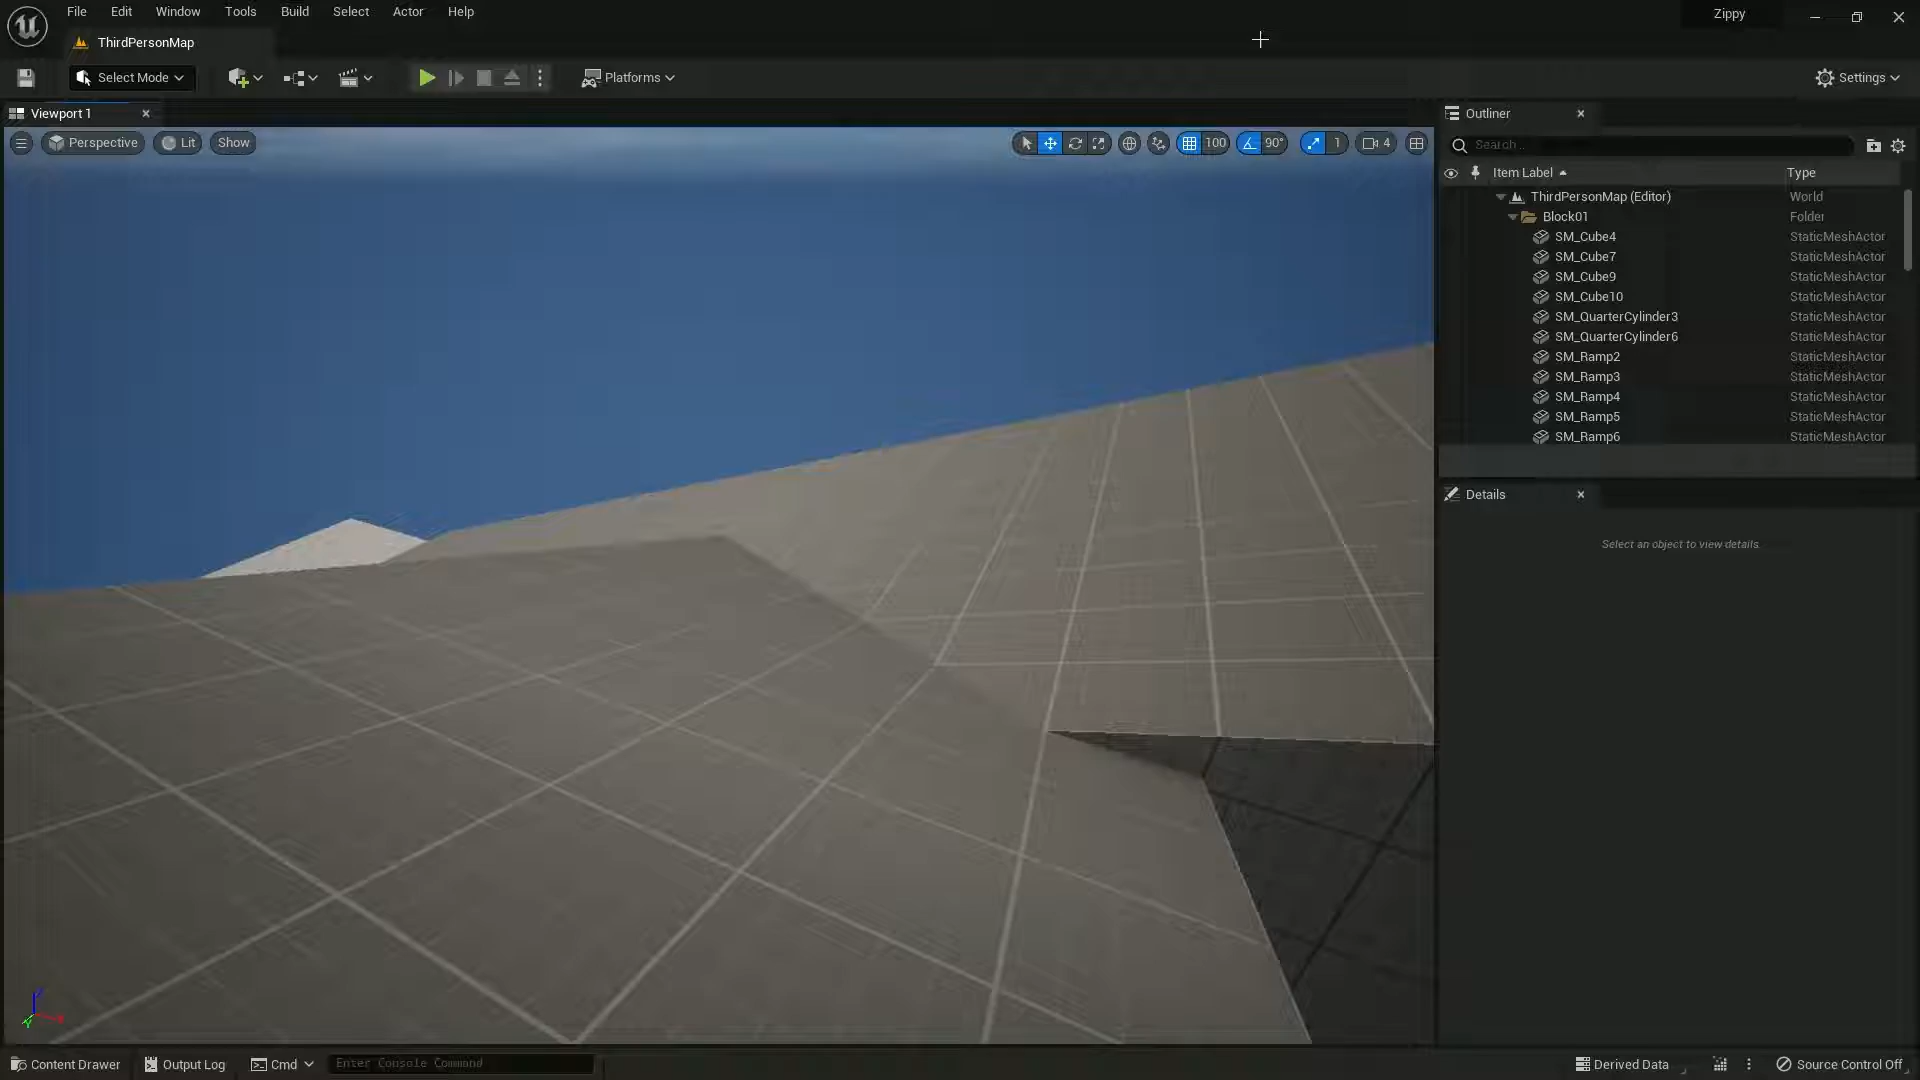 File Edit Window Tools Build Select Actor Help
Zippy
ThirdPersonMap
Select Mode
Platforms
Settings
Viewport 1
Outliner
Perspective Lit Show
100 90° 1 4
Search...
Item Label Type
ThirdPersonMap (Editor) World
Block01 Folder
SM_Cube4 StaticMeshActor
SM_Cube7 StaticMeshActor
SM_Cube9 StaticMeshActor
SM_Cube10 StaticMeshActor
SM_QuarterCylinder3 StaticMeshActor
SM_QuarterCylinder6 StaticMeshActor
SM_Ramp2 StaticMeshActor
SM_Ramp3 StaticMeshActor
SM_Ramp4 StaticMeshActor
SM_Ramp5 StaticMeshActor
SM_Ramp6 StaticMeshActor
Details
Select an object to view details.
Content Drawer Output Log Cmd Enter Console Command Derived Data Source Control Off